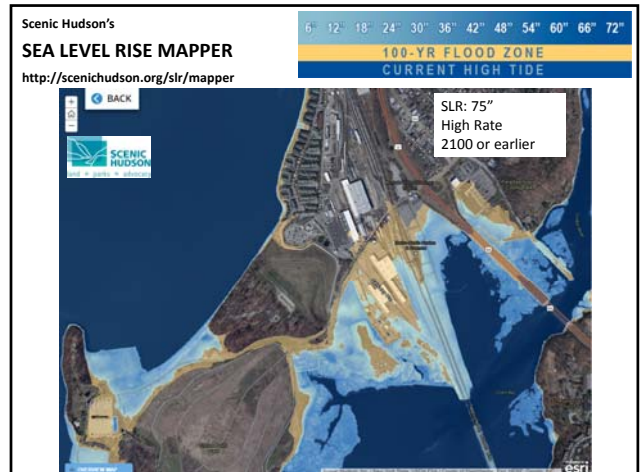 Scenic Hudson's
SEA LEVEL RISE MAPPER
http://scenichudson.org/slr/mapper
6" 12" 18" 24" 30" 36" 42" 48" 54" 60" 66" 72"
100-YR FLOOD ZONE
CURRENT HIGH TIDE
+
−
BACK
SLR: 75"
High Rate
2100 or earlier
SCENIC
HUDSON
land • parks • advocacy
OVERVIEW MAP
esri